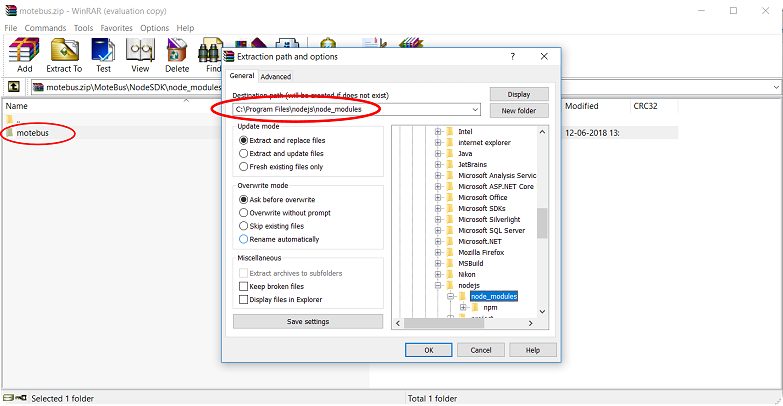 motebus.zip - WinRAR (evaluation copy)
File Commands Tools Favorites Options Help
Add Extract To Test View Delete Find
motebus.zip\MoteBus\NodeSDK\node_modules
Name Modified CRC32
..
motebus 12-06-2018 13:
Extraction path and options ?
General Advanced
Destination path (will be created if does not exist) Display
C:\Program Files\nodejs\node_modules New folder
Update mode
Extract and replace files
Extract and update files
Fresh existing files only
Overwrite mode
Ask before overwrite
Overwrite without prompt
Skip existing files
Rename automatically
Miscellaneous
Extract archives to subfolders
Keep broken files
Display files in Explorer
Save settings
Intel
internet explorer
Java
JetBrains
Microsoft Analysis Servic
Microsoft ASP.NET Core
Microsoft Office
Microsoft SDKs
Microsoft Silverlight
Microsoft SQL Server
Microsoft.NET
Mozilla Firefox
MSBuild
Nikon
nodejs
node_modules
npm
OK Cancel Help
Selected 1 folder Total 1 folder